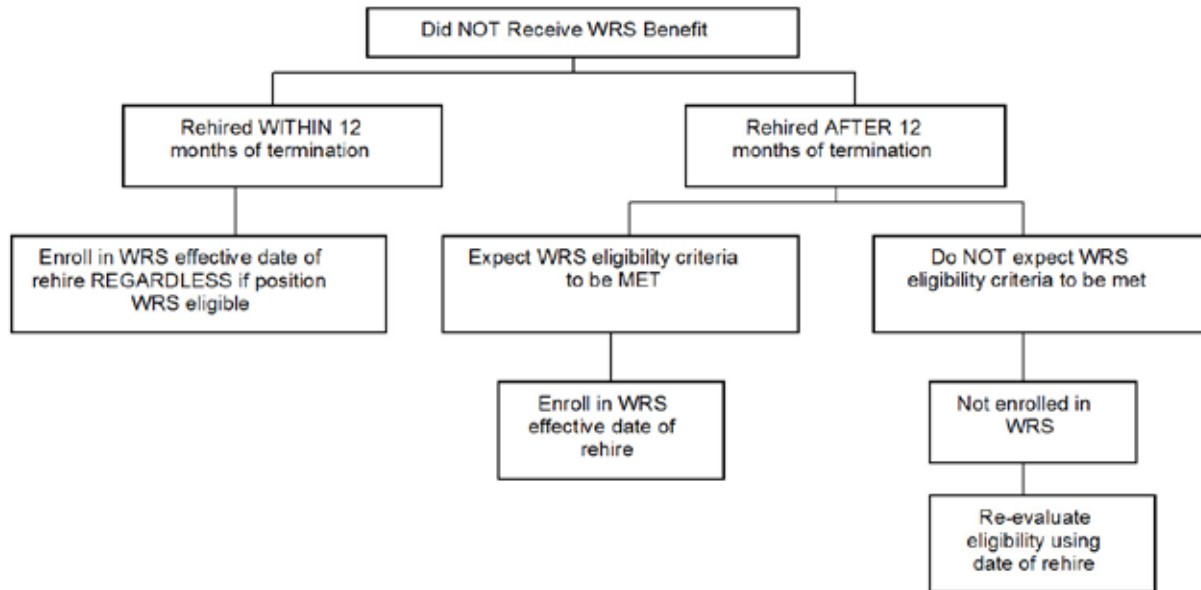 Did NOT Receive WRS Benefit
Rehired WITHIN 12
months of termination
Rehired AFTER 12
months of termination
Enroll in WRS effective date of
rehire REGARDLESS if position
WRS eligible
Expect WRS eligibility criteria
to be MET
Do NOT expect WRS
eligibility criteria to be met
Enroll in WRS
effective date of
rehire
Not enrolled in
WRS
Re-evaluate
eligibility using
date of rehire